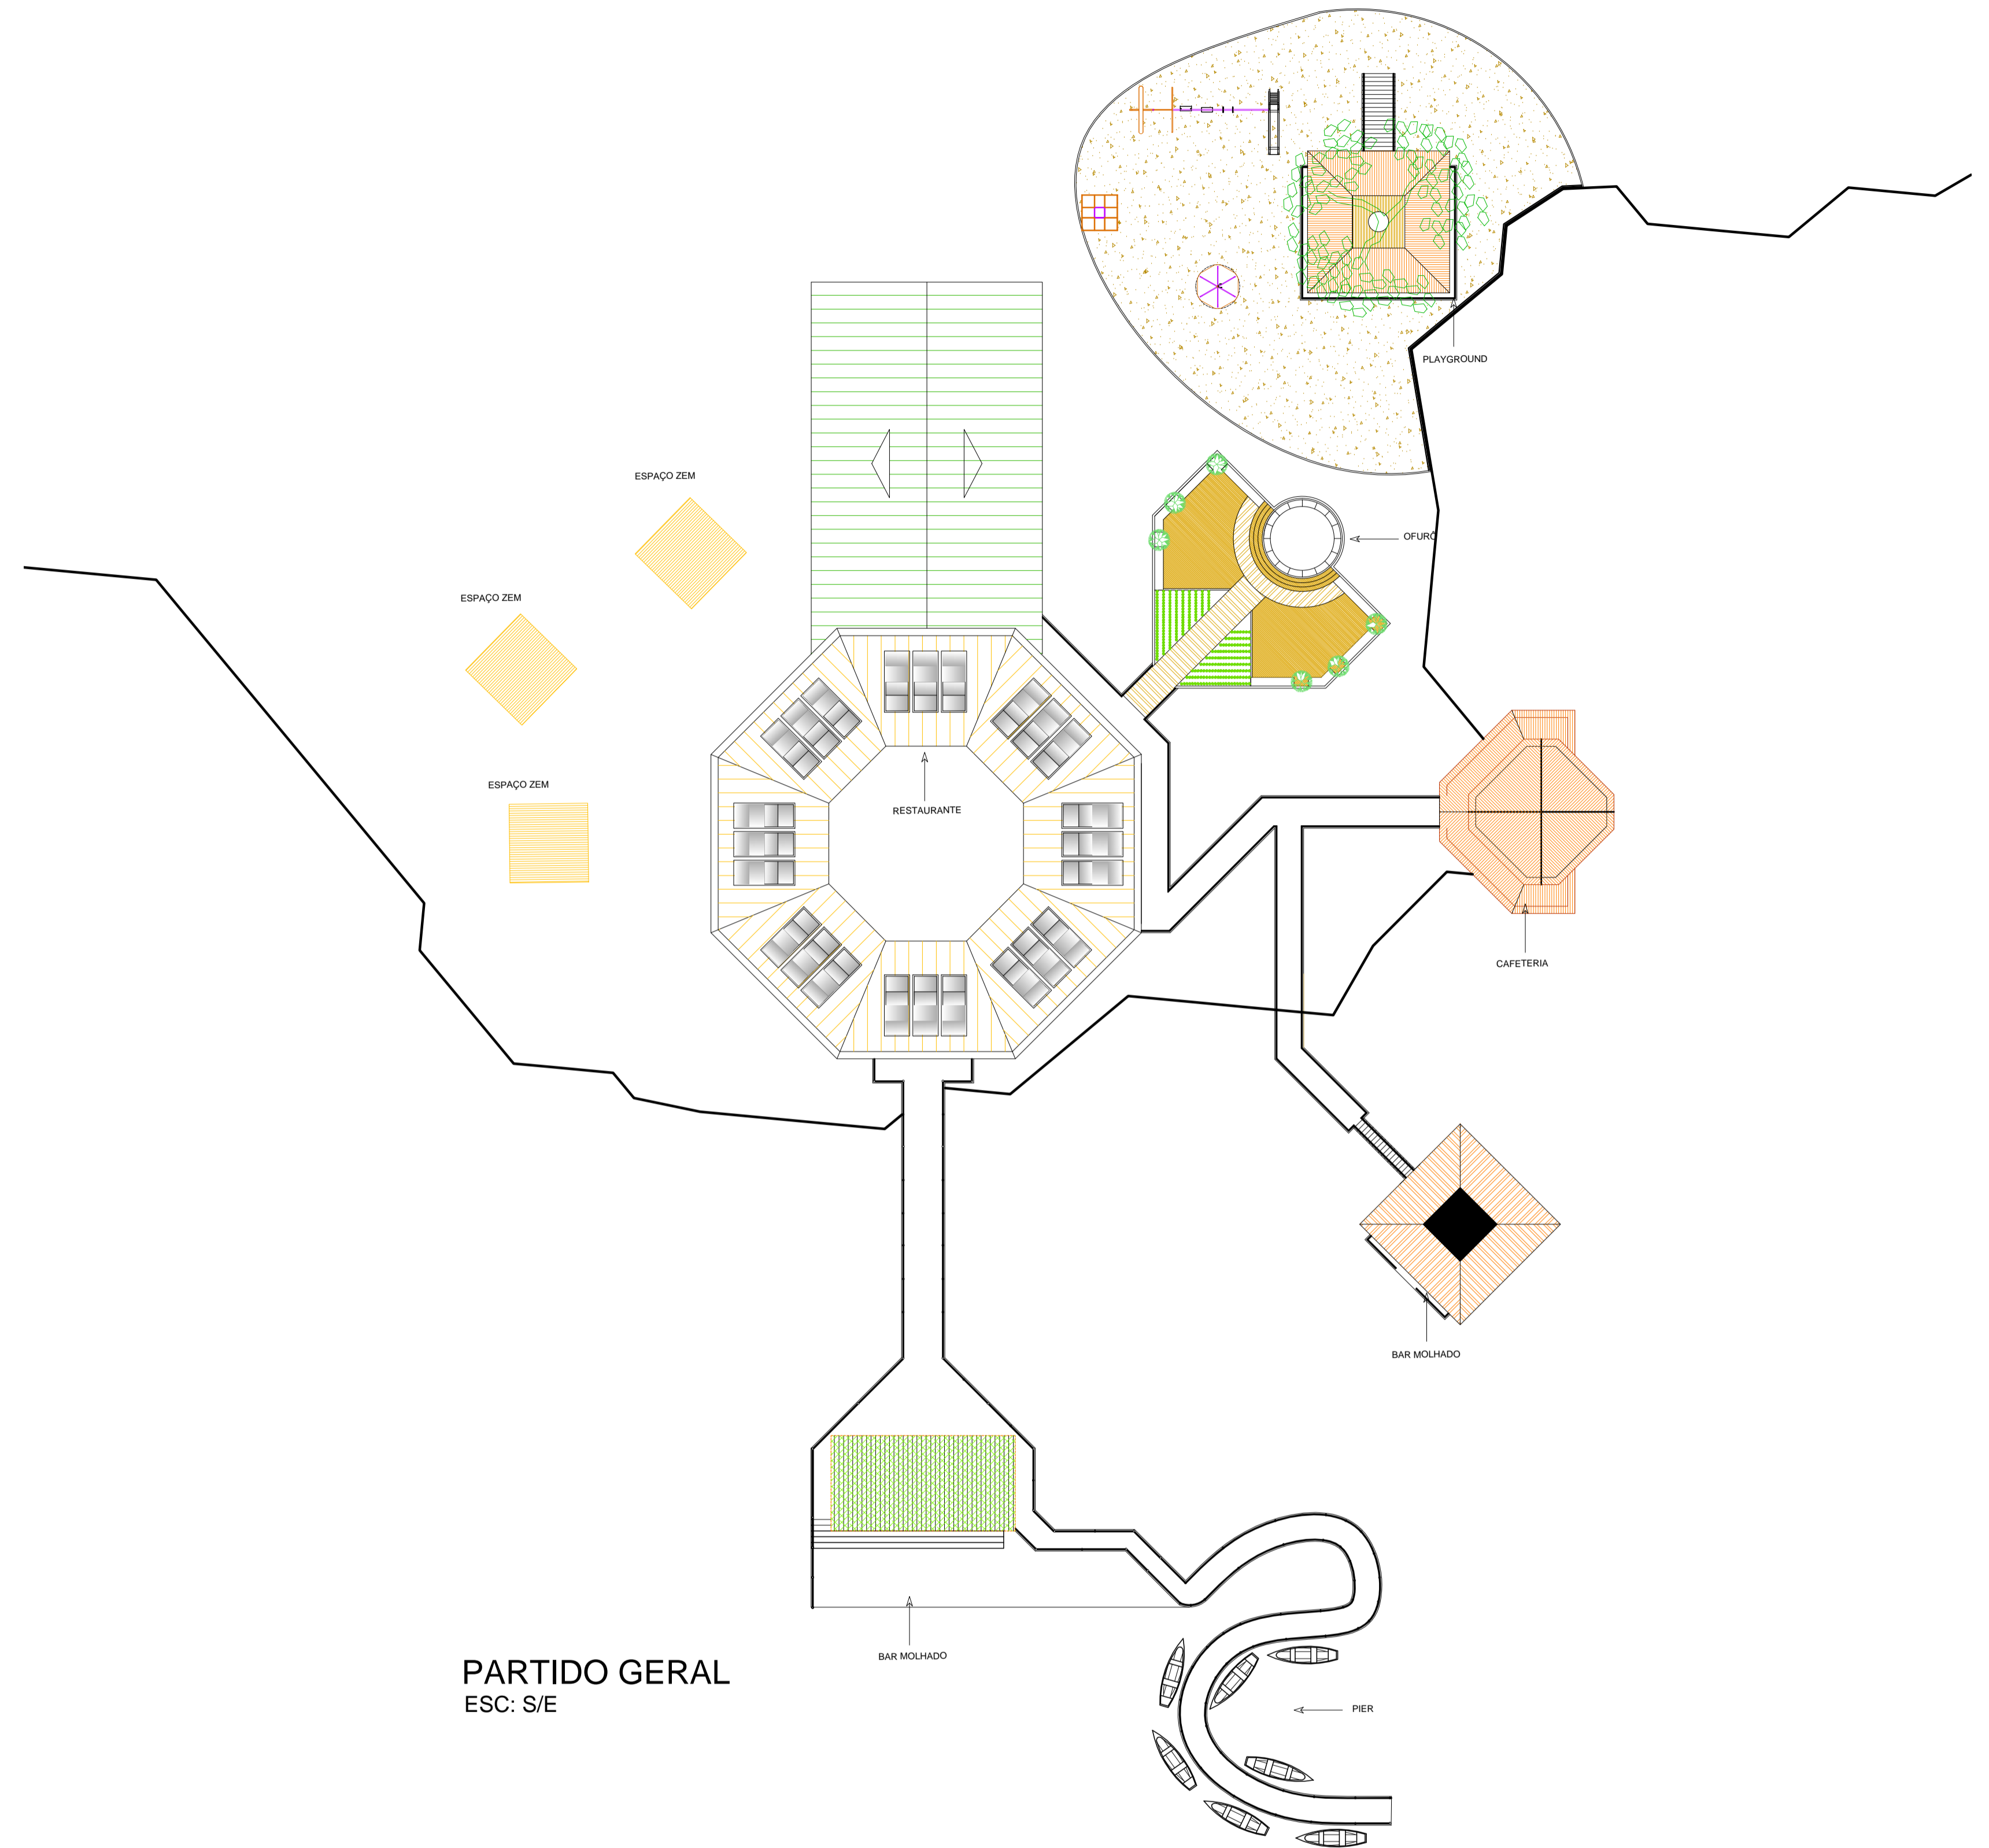 PLAYGROUND
ESPAÇO ZEM
OFURÔ
ESPAÇO ZEM
ESPAÇO ZEM
RESTAURANTE
CAFETERIA
BAR MOLHADO
BAR MOLHADO
PARTIDO GERAL
ESC: S/E
PIER